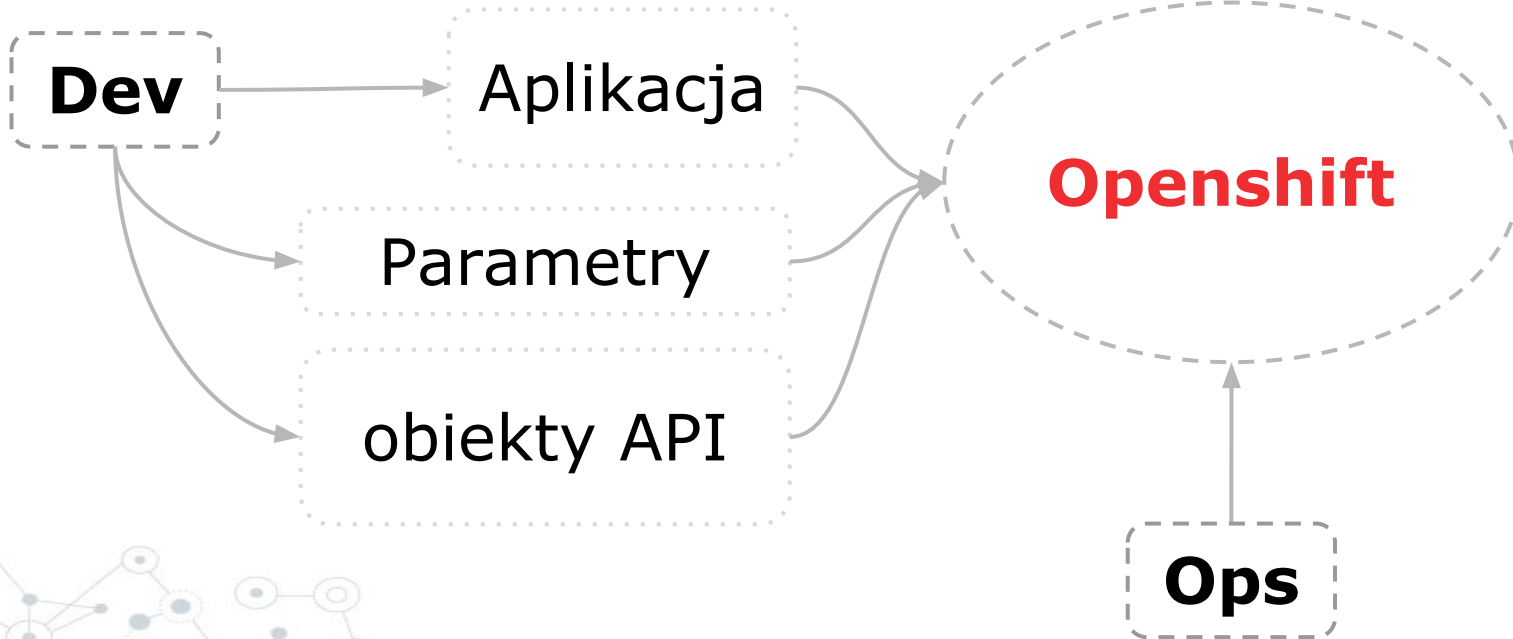 Dev
Aplikacja
Openshift
Parametry
obiekty API
Ops